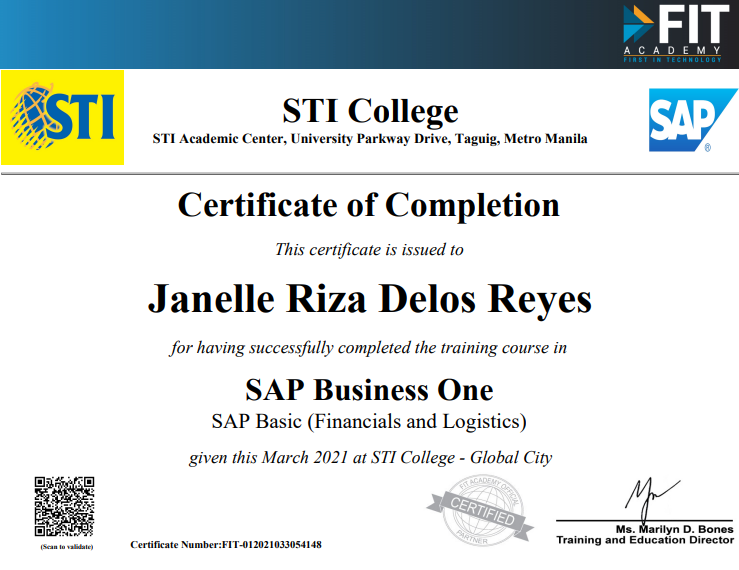 FIT
ACADEMY
FIRST IN TECHNOLOGY
STI
STI College
STI Academic Center, University Parkway Drive, Taguig, Metro Manila
SAP
®
Certificate of Completion
This certificate is issued to
Janelle Riza Delos Reyes
for having successfully completed the training course in
SAP Business One
SAP Basic (Financials and Logistics)
given this March 2021 at STI College - Global City
FIT ACADEMY OFFICIAL
CERTIFIED
PARTNER
Ms. Marilyn D. Bones
Training and Education Director
(Scan to validate)
Certificate Number:FIT-012021033054148